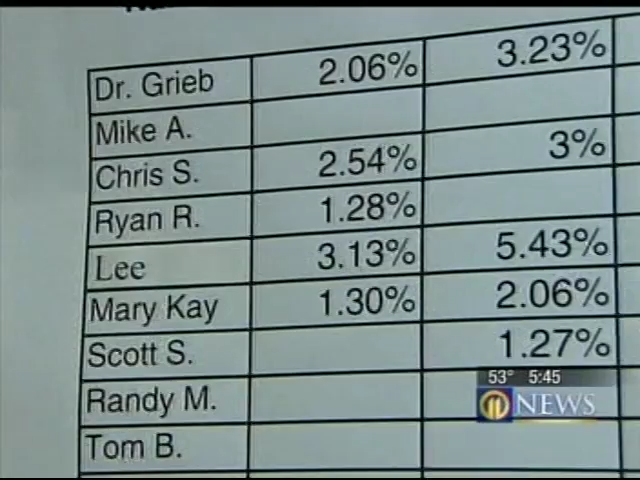 Dr. Grieb 2.06% 3.23%
Mike A.
Chris S. 2.54% 3%
Ryan R. 1.28%
Lee 3.13% 5.43%
Mary Kay 1.30% 2.06%
Scott S. 1.27%
Randy M.
Tom B.
53° 5:45
11 NEWS